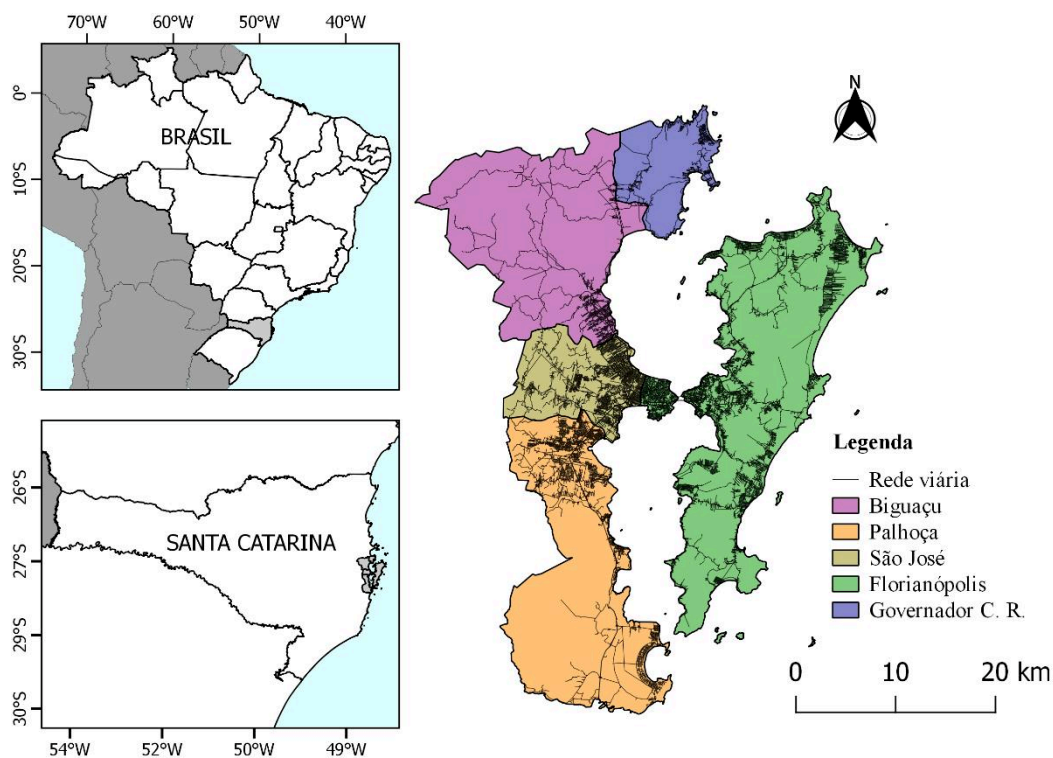 70°W 60°W 50°W 40°W
0°
10°S
20°S
30°S
BRASIL
26°S
27°S
29°S
30°S
SANTA CATARINA
54°W 52°W 50°W 49°W
N
Legenda
Rede viária
Biguaçu
Palhoça
São José
Florianópolis
Governador C. R.
0 10 20 km